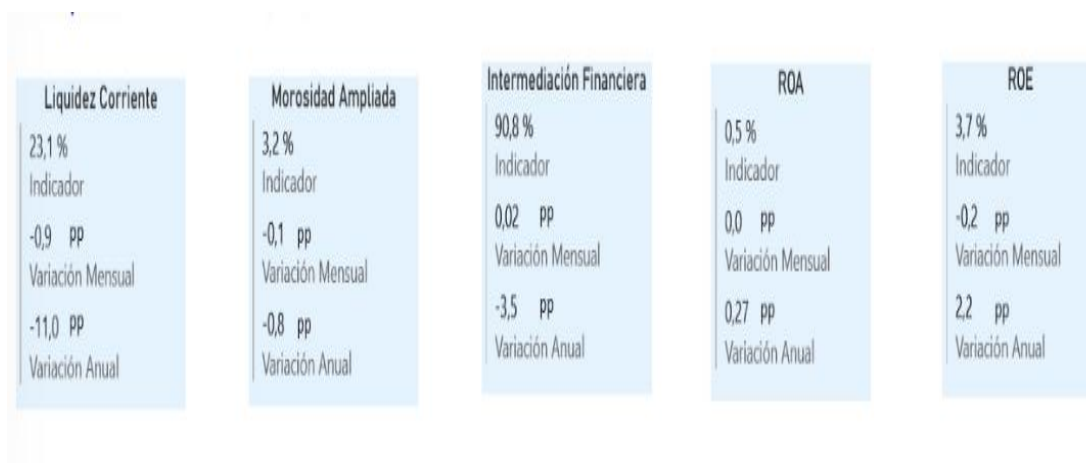 Liquidez Corriente
23,1 %
Indicador
-0,9 pp
Variación Mensual
-11,0 pp
Variación Anual
Morosidad Ampliada
3,2 %
Indicador
-0,1 pp
Variación Mensual
-0,8 pp
Variación Anual
Intermediación Financiera
90,8 %
Indicador
0,02 pp
Variación Mensual
-3,5 pp
Variación Anual
ROA
0,5 %
Indicador
0,0 pp
Variación Mensual
0,27 pp
Variación Anual
ROE
3,7 %
Indicador
-0,2 pp
Variación Mensual
2,2 pp
Variación Anual